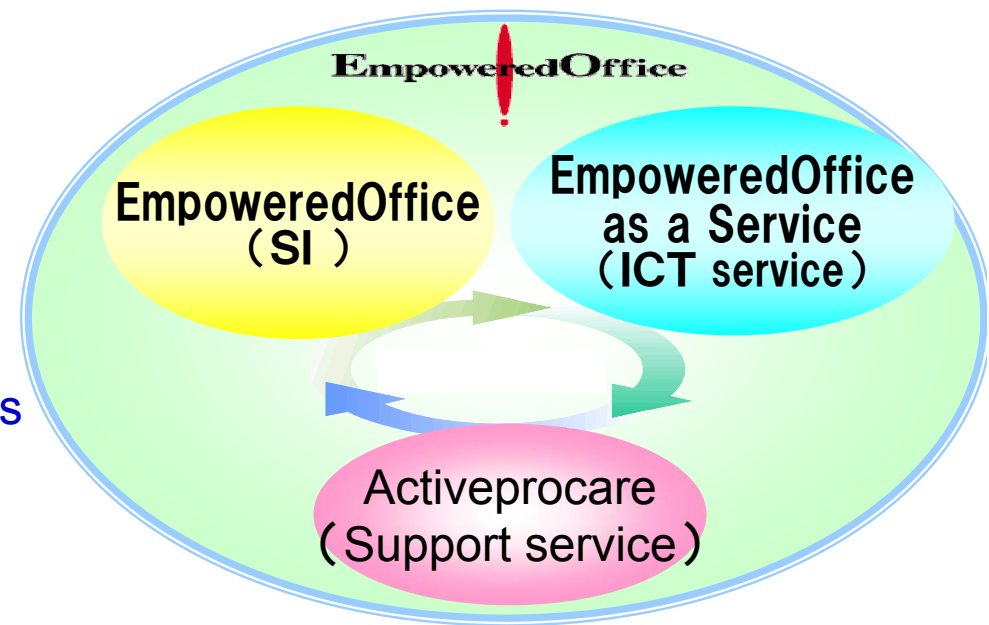 EmpoweredOffice
EmpoweredOffice
（SI ）
EmpoweredOffice
as a Service
（ICT service）
s
Activeprocare
（Support service）